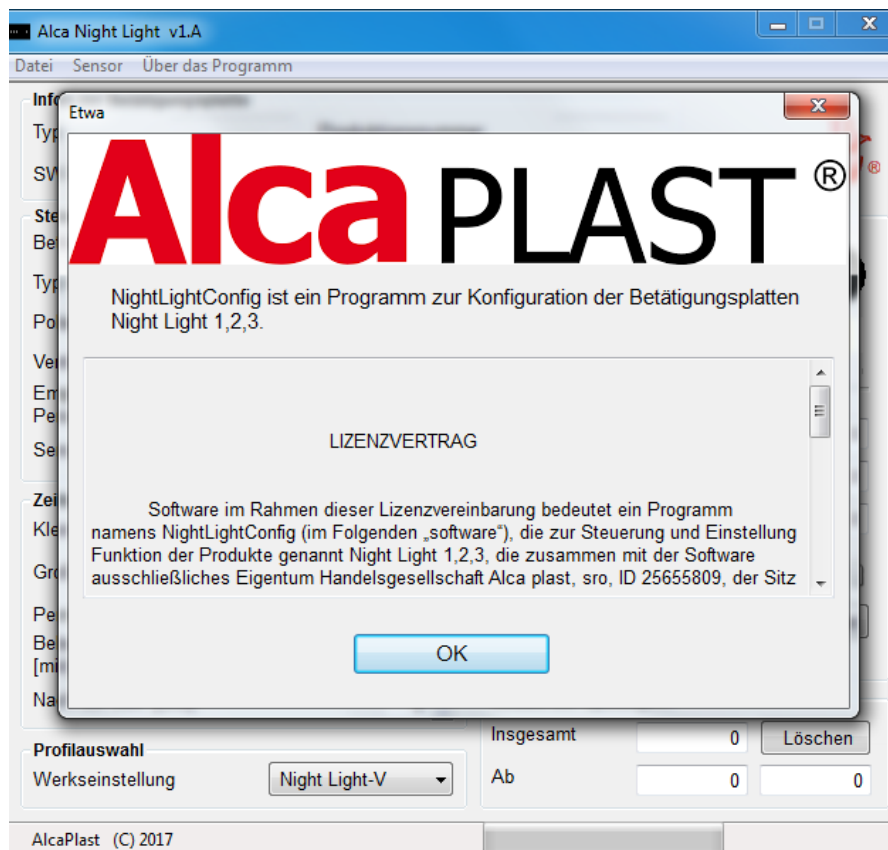 Alca Night Light v1.A
Datei Sensor Über das Programm
Etwa
Alca PLAST ®
NightLightConfig ist ein Programm zur Konfiguration der Betätigungsplatten
Night Light 1,2,3.
LIZENZVERTRAG
Software im Rahmen dieser Lizenzvereinbarung bedeutet ein Programm
namens NightLightConfig (im Folgenden „software“), die zur Steuerung und Einstellung
Funktion der Produkte genannt Night Light 1,2,3, die zusammen mit der Software
ausschließliches Eigentum Handelsgesellschaft Alca plast, sro, ID 25655809, der Sitz
OK
Insgesamt 0 Löschen
Profilauswahl
Werkseinstellung Night Light-V
Ab 0 0
AlcaPlast (C) 2017